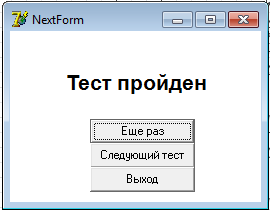 NextForm
Тест пройден
Еще раз
Следующий тест
Выход